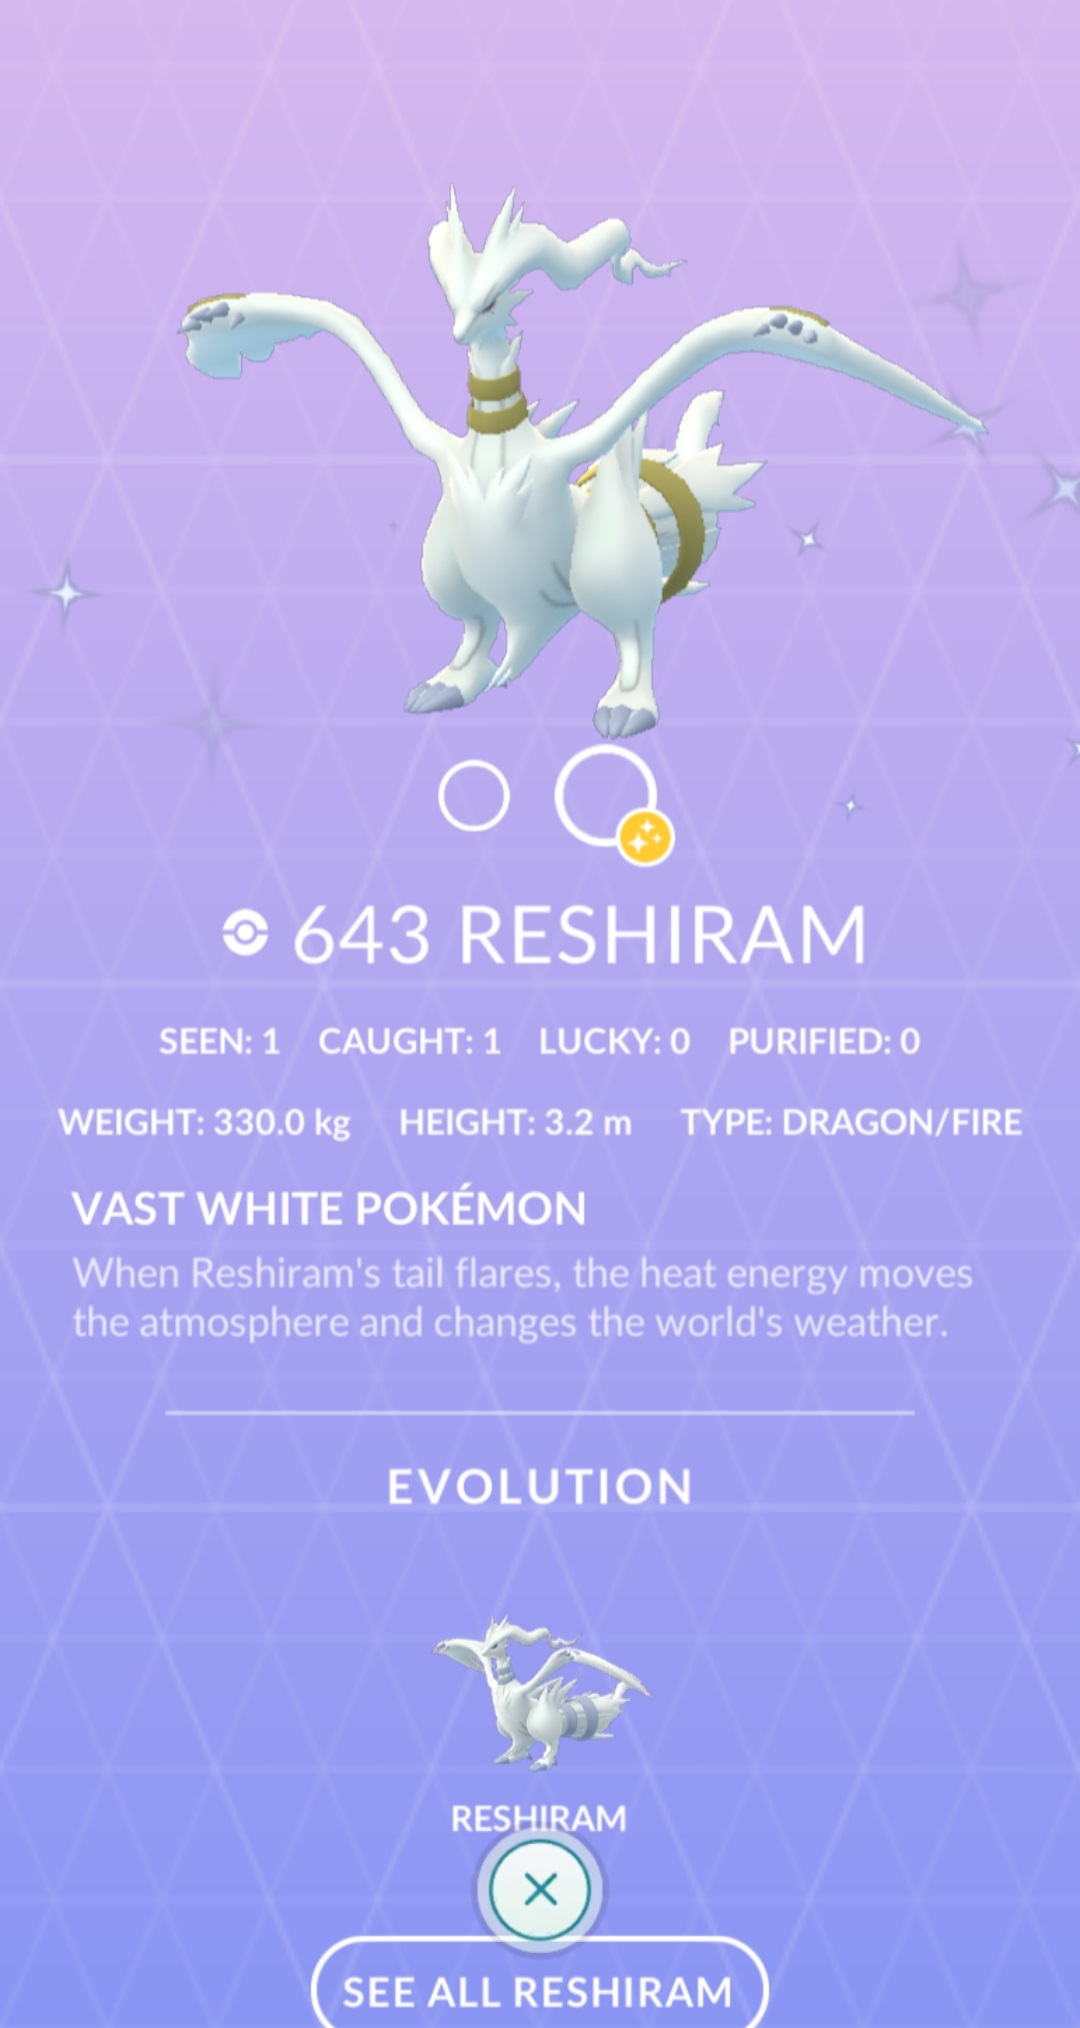 643 RESHIRAM
SEEN: 1 CAUGHT: 1 LUCKY: 0 PURIFIED: 0
WEIGHT: 330.0 kg HEIGHT: 3.2 m TYPE: DRAGON/FIRE
VAST WHITE POKÉMON
When Reshiram's tail flares, the heat energy moves
the atmosphere and changes the world's weather.
EVOLUTION
RESHIRAM
SEE ALL RESHIRAM